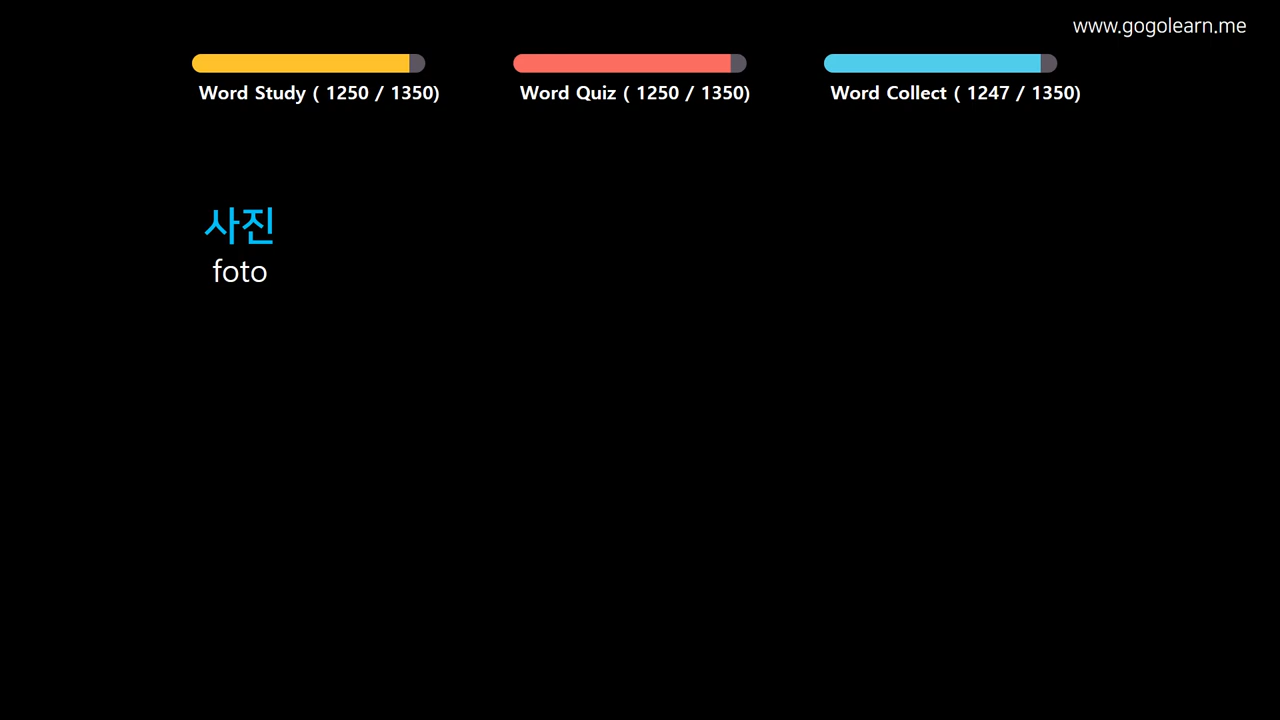 www.gogolearn.me
Word Study ( 1250 / 1350)
Word Quiz ( 1250 / 1350)
Word Collect ( 1247 / 1350)
사진
foto